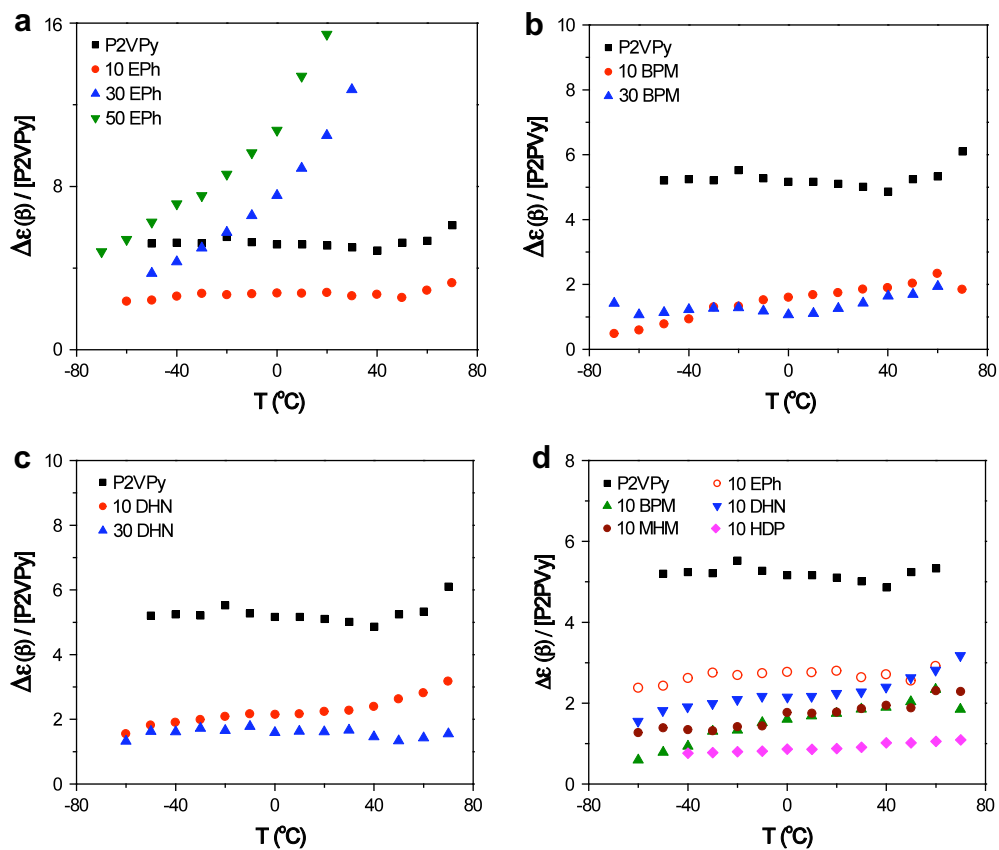 a
16
12
8
4
0
-80
-40
0
40
80
P2VPy
10 EPh
30 EPh
50 EPh
Δε(β) / [P2VPy]
T (°C)
b
10
8
6
4
2
0
-80
-40
0
40
80
P2VPy
10 BPM
30 BPM
Δε(β) / [P2PVy]
T (°C)
c
10
8
6
4
2
0
-80
-40
0
40
80
P2VPy
10 DHN
30 DHN
Δε(β) / [P2VPy]
T (°C)
d
8
6
4
2
0
-80
-40
0
40
80
P2VPy
10 BPM
10 MHM
10 EPh
10 DHN
10 HDP
Δε (β) / [P2PVy]
T (°C)